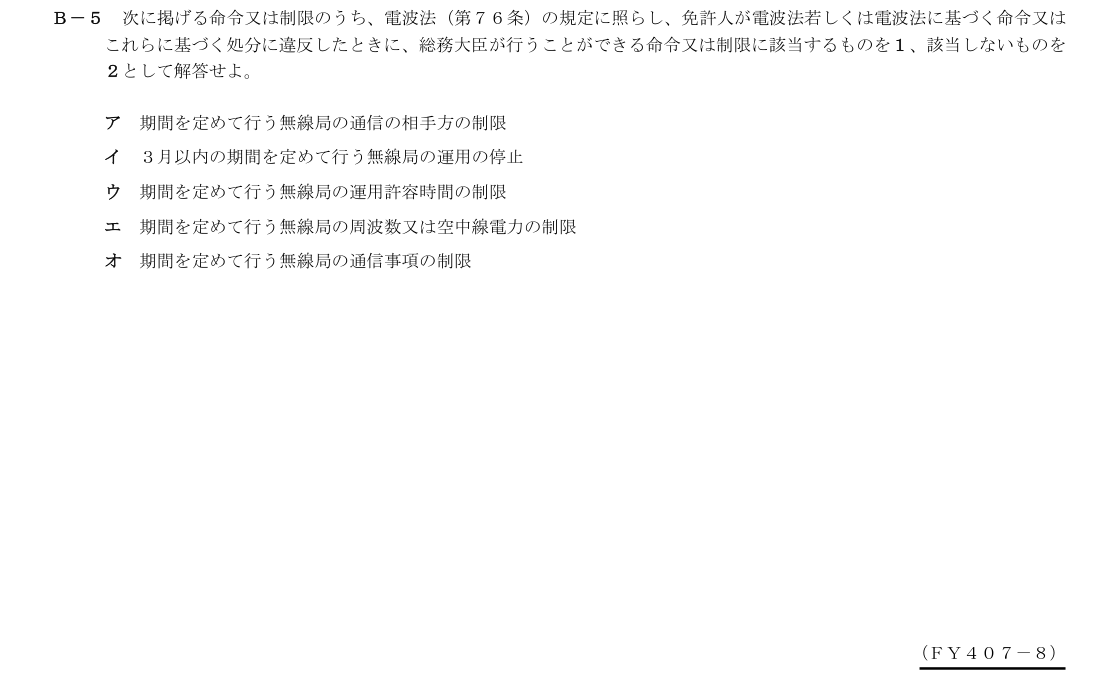 Ｂ－５　次に掲げる命令又は制限のうち、電波法（第７６条）の規定に照らし、免許人が電波法若しくは電波法に基づく命令又は
これらに基づく処分に違反したときに、総務大臣が行うことができる命令又は制限に該当するものを１、該当しないものを
２として解答せよ。
ア　期間を定めて行う無線局の通信の相手方の制限
イ　３月以内の期間を定めて行う無線局の運用の停止
ウ　期間を定めて行う無線局の運用許容時間の制限
エ　期間を定めて行う無線局の周波数又は空中線電力の制限
オ　期間を定めて行う無線局の通信事項の制限
（ＦＹ４０７－８）